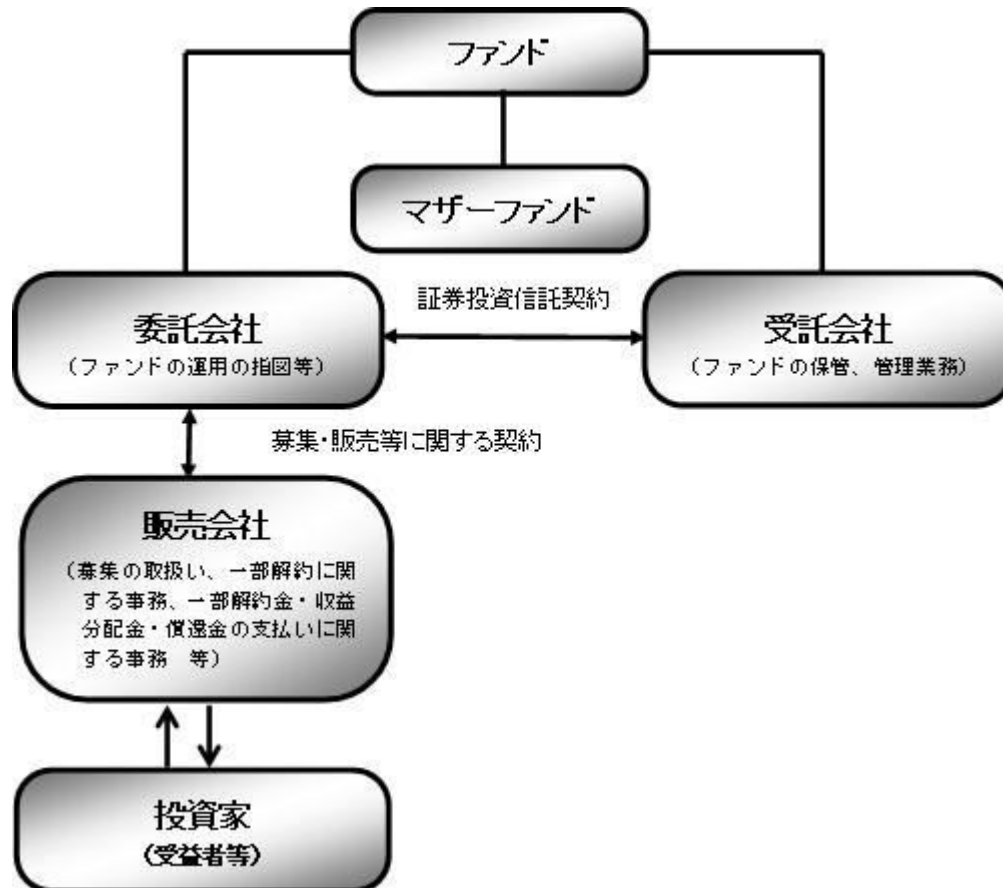 ファンド
マザーファンド
証券投資信託契約
委託会社
（ファンドの運用の指図等）
受託会社
（ファンドの保管、管理業務）
募集・販売等に関する契約
販売会社
（募集の取扱い、一部解約に関
する事務、一部解約金・収益
分配金・償還金の支払いに関
する事務　等）
投資家
（受益者等）